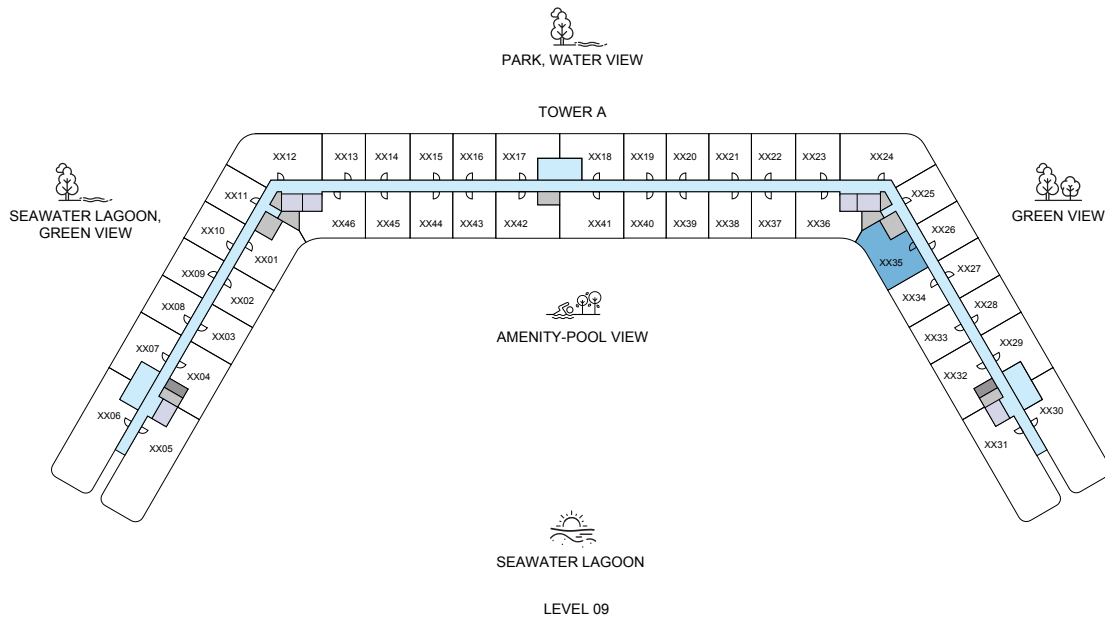 PARK, WATER VIEW
TOWER A
SEAWATER LAGOON,
GREEN VIEW
GREEN VIEW
XX12
XX13
XX14
XX15
XX16
XX17
XX18
XX19
XX20
XX21
XX22
XX23
XX24
XX11
XX25
XX10
XX46
XX45
XX44
XX43
XX42
XX41
XX40
XX39
XX38
XX37
XX36
XX26
XX01
XX35
XX09
XX27
XX02
XX34
XX08
XX28
XX03
XX33
XX07
XX29
XX04
XX32
XX06
XX30
XX05
XX31
AMENITY-POOL VIEW
SEAWATER LAGOON
LEVEL 09